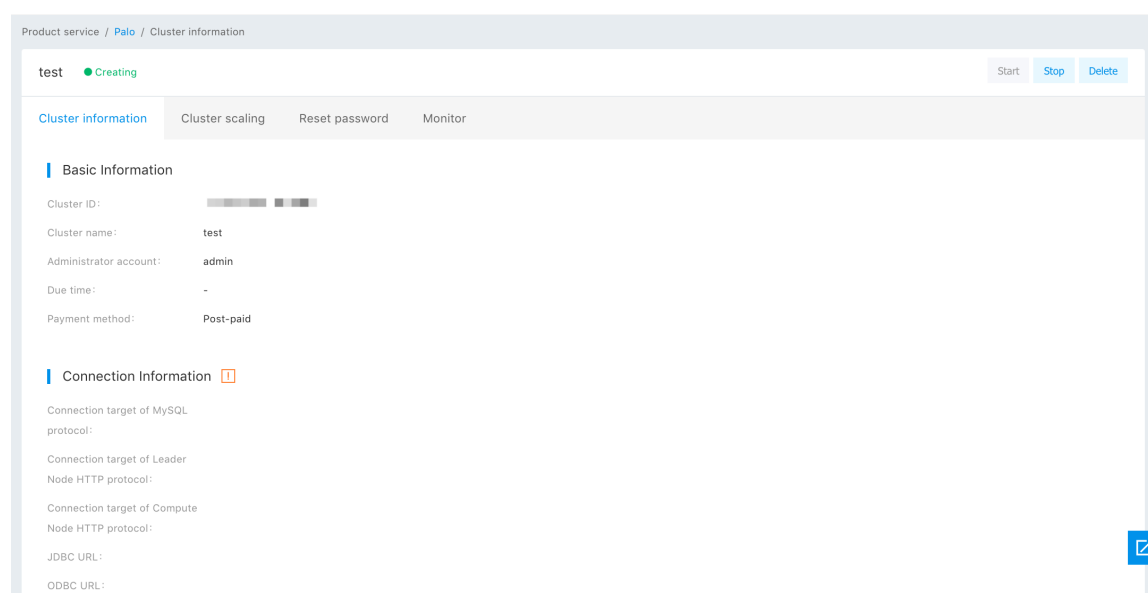 Product service / Palo / Cluster information
test Creating Start Stop Delete
Cluster information Cluster scaling Reset password Monitor
Basic Information
Cluster ID:
Cluster name: test
Administrator account: admin
Due time: -
Payment method: Post-paid
Connection Information
Connection target of MySQL
protocol:
Connection target of Leader
Node HTTP protocol:
Connection target of Compute
Node HTTP protocol:
JDBC URL:
ODBC URL: